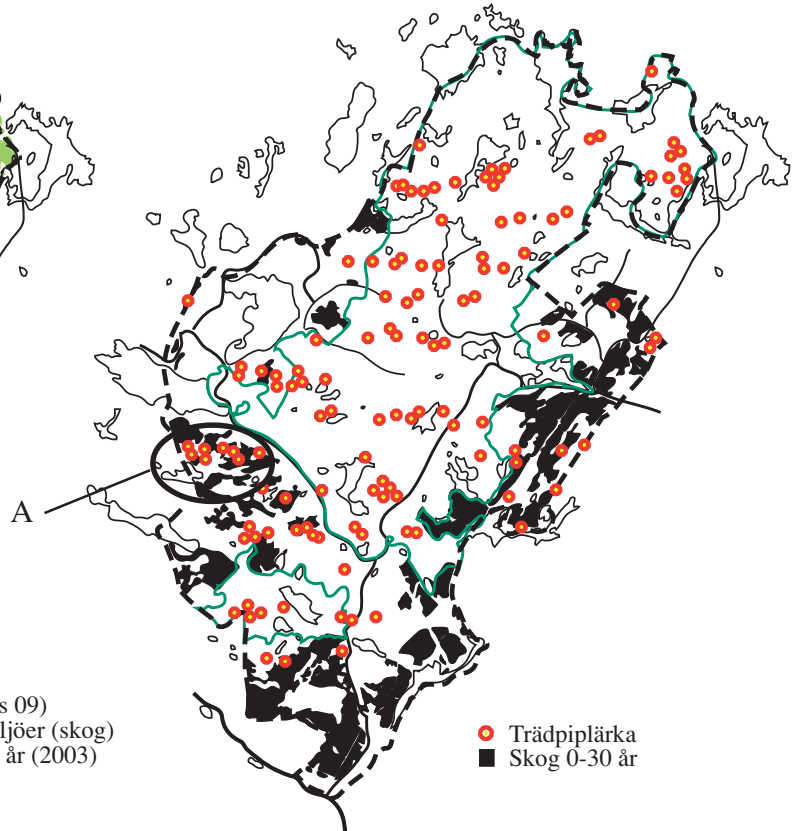 A
s 09)
ljöer (skog)
år (2003)
Trädpiplärka
Skog 0-30 år